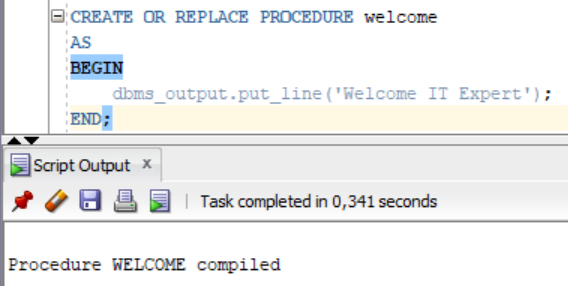 CREATE OR REPLACE PROCEDURE welcome
AS
BEGIN
dbms_output.put_line('Welcome IT Expert');
END;
Script Output x
Task completed in 0,341 seconds
Procedure WELCOME compiled